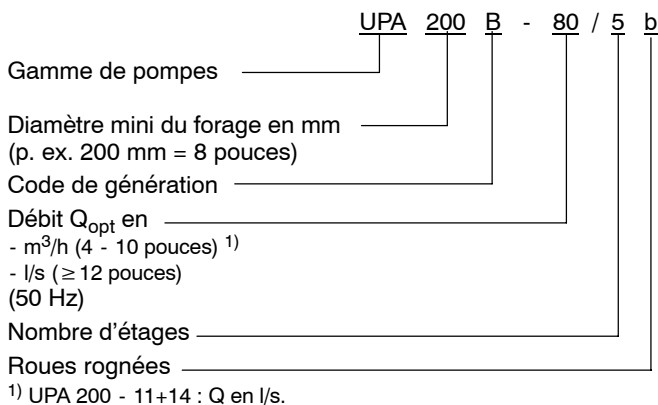 UPA 200 B - 80 / 5 b
Gamme de pompes
Diamètre mini du forage en mm
(p. ex. 200 mm = 8 pouces)
Code de génération
Débit Qopt en
- m³/h (4 - 10 pouces) 1)
- l/s (≥ 12 pouces)
(50 Hz)
Nombre d'étages
Roues rognées
1) UPA 200 - 11+14 : Q en l/s.